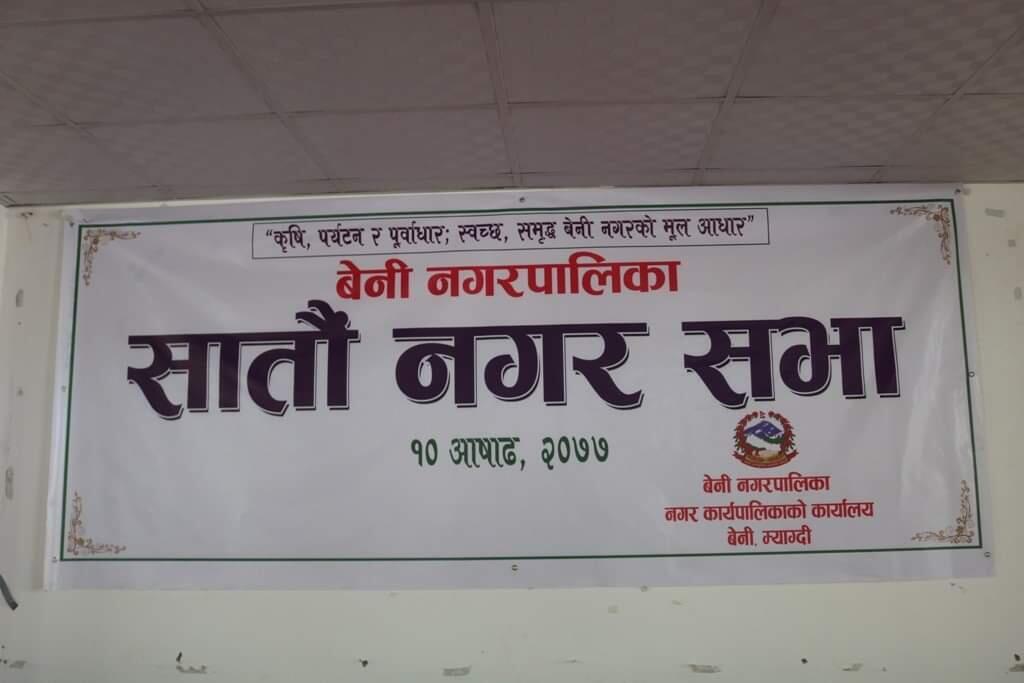 “कृषि, पर्यटन र पूर्वाधार; स्वच्छ, समृद्ध बेनी नगरको मूल आधार”
बेनी नगरपालिका
सातौं नगर सभा
१० आषाढ, २०७७
बेनी नगरपालिका
नगर कार्यपालिकाको कार्यालय
बेनी, म्याग्दी